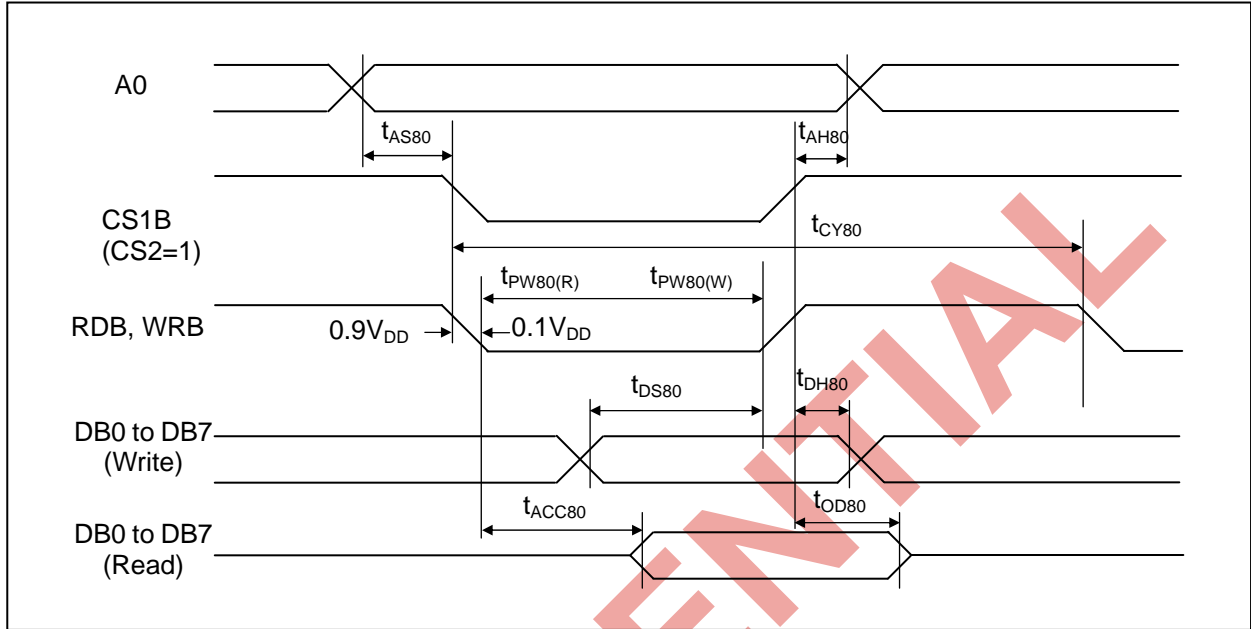 A0
tAS80
tAH80
CS1B
(CS2=1)
tCY80
tPW80(R)
tPW80(W)
RDB, WRB
0.9VDD
0.1VDD
tDS80
tDH80
DB0 to DB7
(Write)
tACC80
tOD80
DB0 to DB7
(Read)
ENTIAL